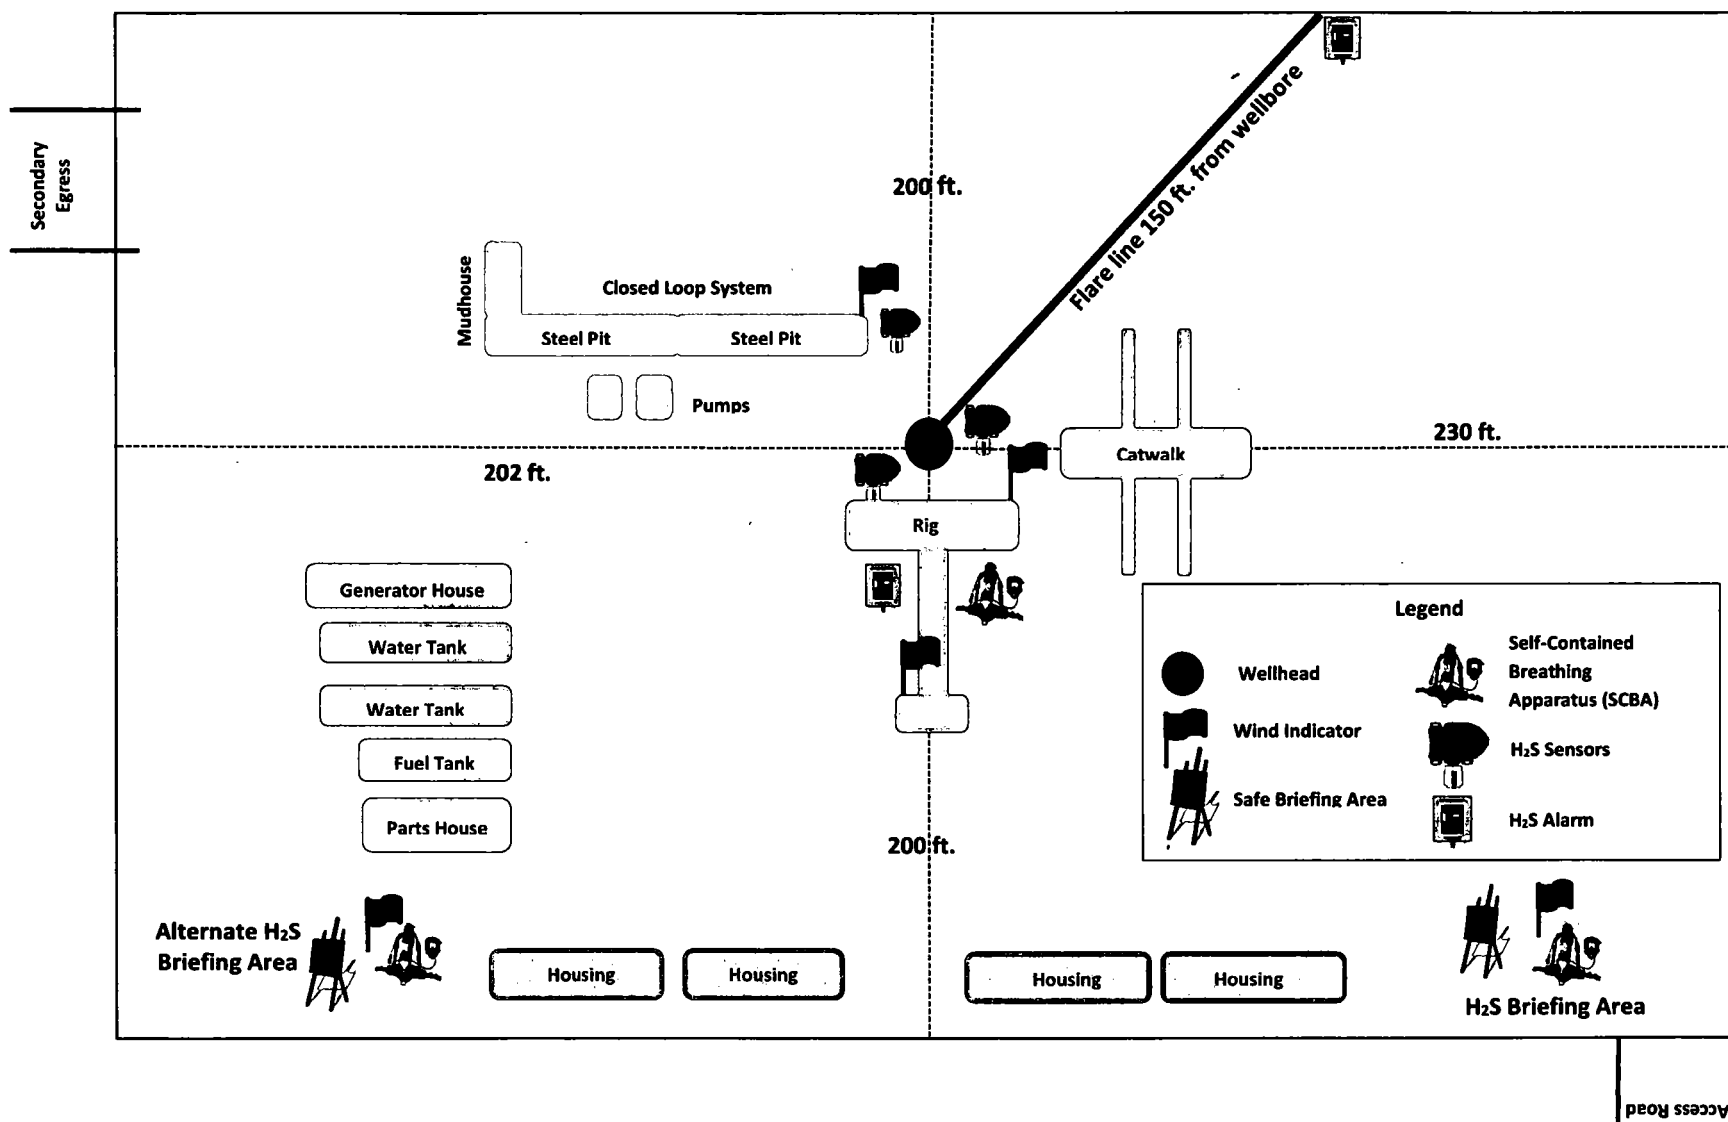 Secondary
Egress
200 ft.
Flare line 150 ft. from wellbore
Mudhouse
Closed Loop System
Steel Pit
Steel Pit
Pumps
230 ft.
202 ft.
Catwalk
Rig
Generator House
Water Tank
Water Tank
Fuel Tank
Parts House
200 ft.
Legend
Wellhead
Wind Indicator
Safe Briefing Area
Self-Contained
Breathing
Apparatus (SCBA)
H₂S Sensors
H₂S Alarm
Alternate H₂S
Briefing Area
Housing
Housing
Housing
Housing
H₂S Briefing Area
Access Road